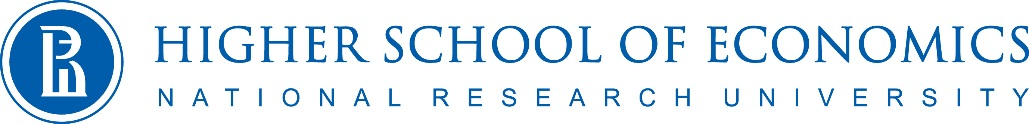 HIGHER SCHOOL OF ECONOMICS
NATIONAL RESEARCH UNIVERSITY